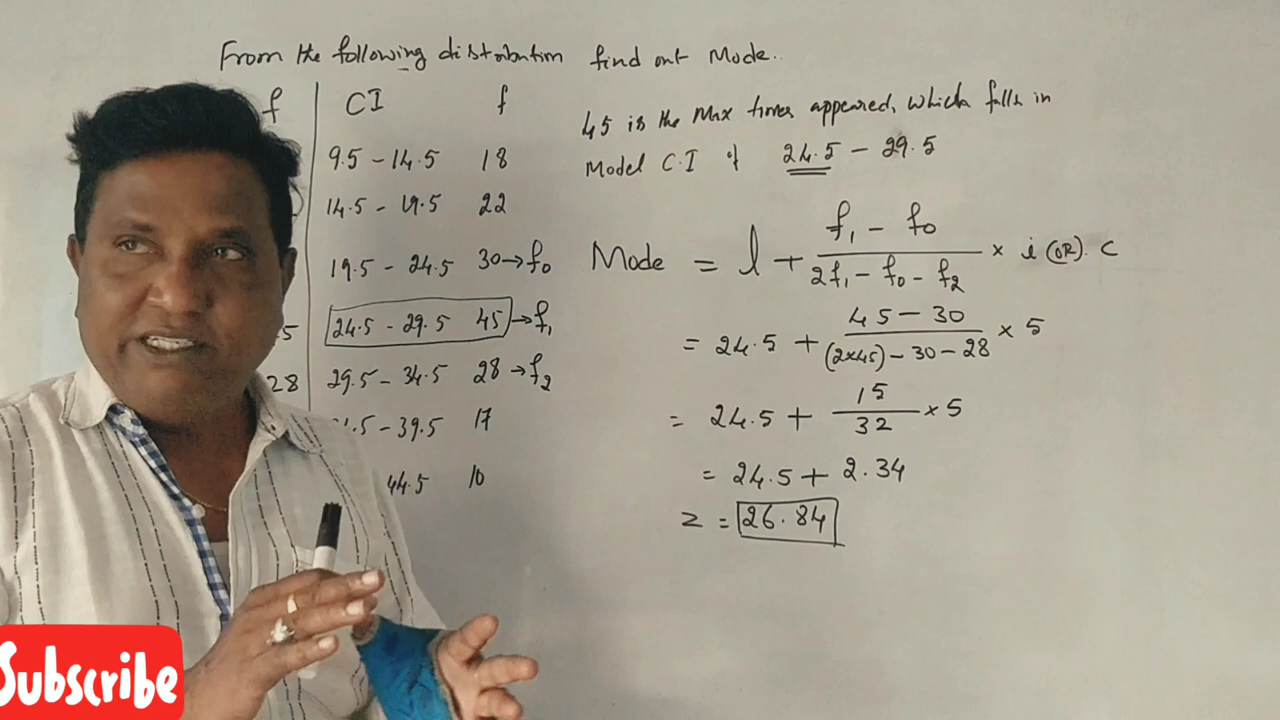 From the following distribution find out Mode..
f CI f
9.5 - 14.5 18
14.5 - 19.5 22
19.5 - 24.5 30 → f₀
5 24.5 - 29.5 45 → f₁
28 29.5 - 34.5 28 → f₂
.5 - 39.5 17
44.5 10
45 is the Max times appeared, which falls in
Model C.I of 24.5 - 29.5
Mode = l + (f₁ - f₀)/(2f₁ - f₀ - f₂) × i (OR). C
= 24.5 + (45 - 30)/((2×45) - 30 - 28) × 5
= 24.5 + 15/32 × 5
= 24.5 + 2.34
Z = 26.84
Subscribe